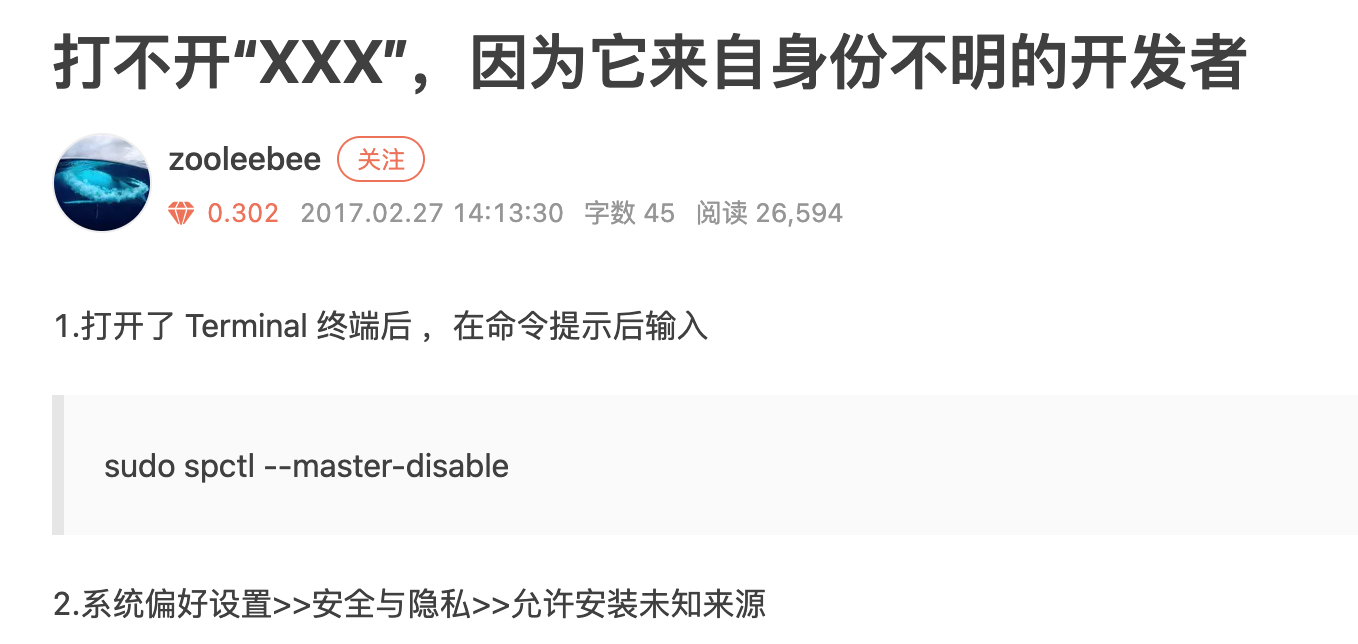 打不开“XXX”，因为它来自身份不明的开发者
zooleebee 关注
0.302 2017.02.27 14:13:30 字数 45 阅读 26,594
1.打开了 Terminal 终端后 ，在命令提示后输入
sudo spctl --master-disable
2.系统偏好设置>>安全与隐私>>允许安装未知来源